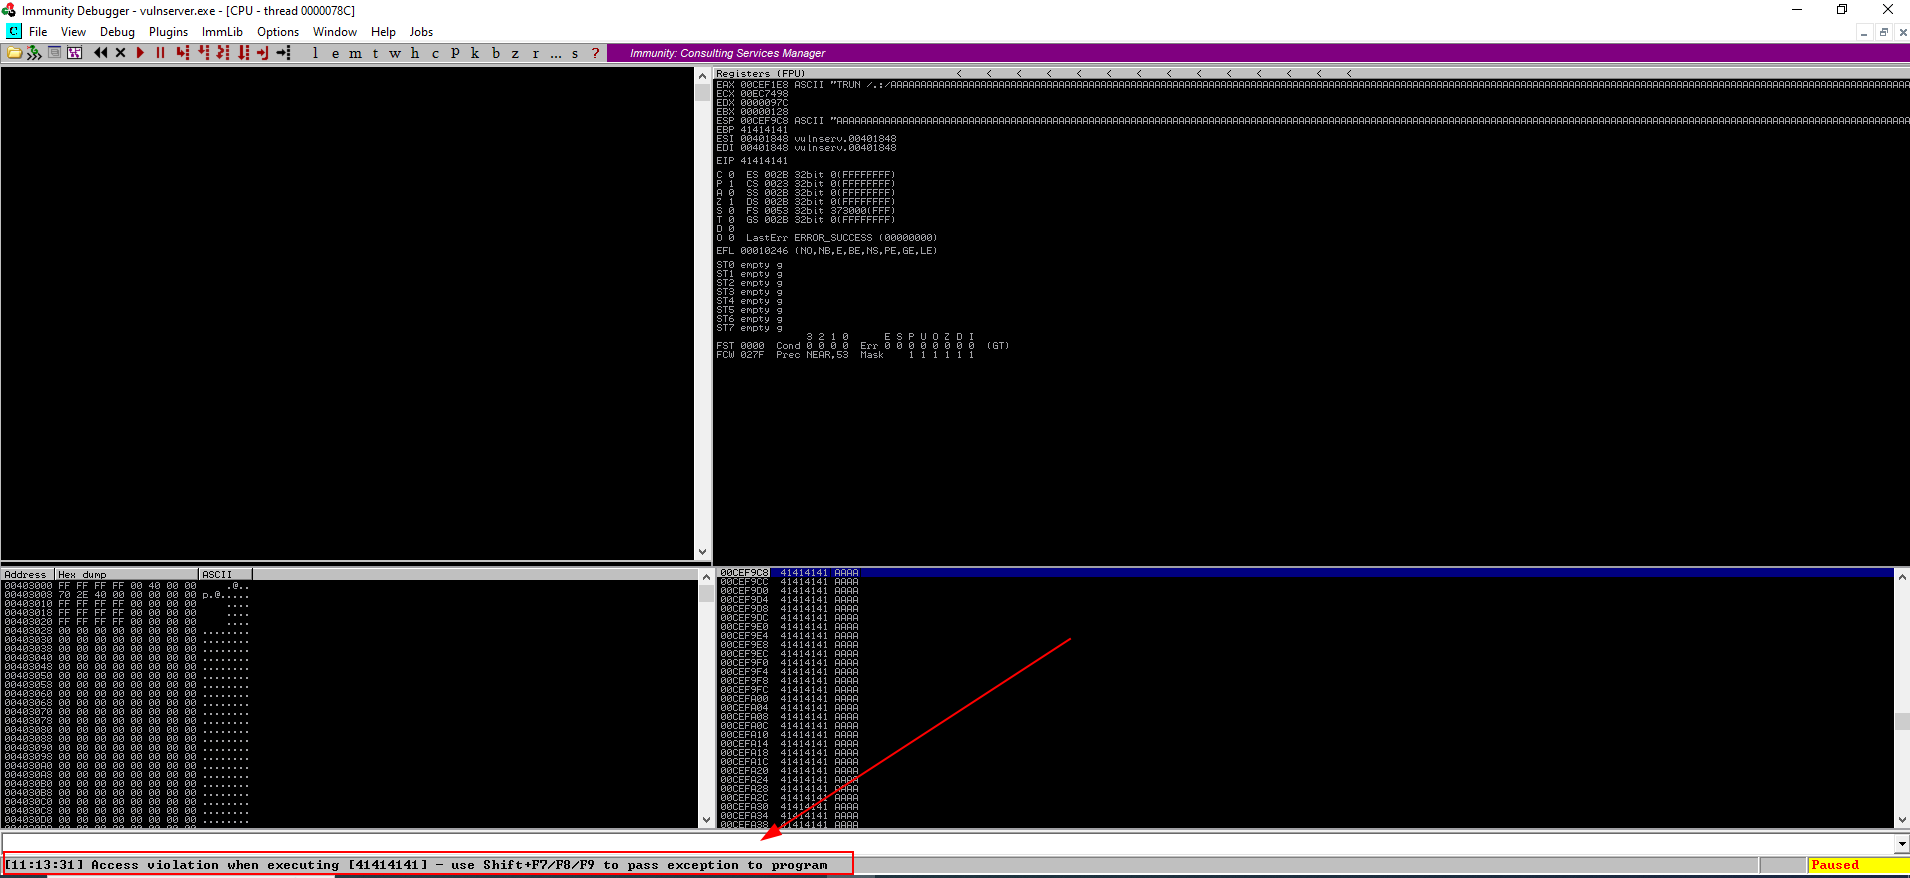 Immunity Debugger - vulnserver.exe - [CPU - thread 0000078C]
C File View Debug Plugins ImmLib Options Window Help Jobs
l e m t w h c P k b z r ... s ? Immunity: Consulting Services Manager
Registers (FPU) < < < < < < < < < < < < < <
EAX 00CEF1E8 ASCII "TRUN /.:/
ECX 00EC7498
EDX 0000097C
EBX 00000128
ESP 00CEF9C8 ASCII
EBP 41414141
ESI 00401848 vulnserv.00401848
EDI 00401848 vulnserv.00401848
EIP 41414141
C 0 ES 002B 32bit 0(FFFFFFFF)
P 1 CS 0023 32bit 0(FFFFFFFF)
A 0 SS 002B 32bit 0(FFFFFFFF)
Z 1 DS 002B 32bit 0(FFFFFFFF)
S 0 FS 0053 32bit 373000(FFF)
T 0 GS 002B 32bit 0(FFFFFFFF)
D 0
O 0 LastErr ERROR_SUCCESS (00000000)
EFL 00010246 (NO,NB,E,BE,NS,PE,GE,LE)
ST0 empty g
ST1 empty g
ST2 empty g
ST3 empty g
ST4 empty g
ST5 empty g
ST6 empty g
ST7 empty g
3 2 1 0 E S P U O Z D I
FST 0000 Cond 0 0 0 0 Err 0 0 0 0 0 0 0 0 (GT)
FCW 027F Prec NEAR,53 Mask 1 1 1 1 1 1
Address Hex dump ASCII
00403000 FF FF FF FF 00 40 00 00 .@..
00403008 70 2E 40 00 00 00 00 00 p.@.....
00403010 FF FF FF FF 00 00 00 00 ....
00403018 FF FF FF FF 00 00 00 00 ....
00403020 FF FF FF FF 00 00 00 00 ....
00403028 00 00 00 00 00 00 00 00 ........
00403030 00 00 00 00 00 00 00 00 ........
00403038 00 00 00 00 00 00 00 00 ........
00403040 00 00 00 00 00 00 00 00 ........
00403048 00 00 00 00 00 00 00 00 ........
00403050 00 00 00 00 00 00 00 00 ........
00403058 00 00 00 00 00 00 00 00 ........
00403060 00 00 00 00 00 00 00 00 ........
00403068 00 00 00 00 00 00 00 00 ........
00403070 00 00 00 00 00 00 00 00 ........
00403078 00 00 00 00 00 00 00 00 ........
00403080 00 00 00 00 00 00 00 00 ........
00403088 00 00 00 00 00 00 00 00 ........
00403090 00 00 00 00 00 00 00 00 ........
00403098 00 00 00 00 00 00 00 00 ........
004030A0 00 00 00 00 00 00 00 00 ........
004030A8 00 00 00 00 00 00 00 00 ........
004030B0 00 00 00 00 00 00 00 00 ........
004030B8 00 00 00 00 00 00 00 00 ........
004030C0 00 00 00 00 00 00 00 00 ........
004030C8 00 00 00 00 00 00 00 00 ........
004030D0 00 00 00 00 00 00 00 00 ........
00CEF9C8 41414141 AAAA
00CEF9CC 41414141 AAAA
00CEF9D0 41414141 AAAA
00CEF9D4 41414141 AAAA
00CEF9D8 41414141 AAAA
00CEF9DC 41414141 AAAA
00CEF9E0 41414141 AAAA
00CEF9E4 41414141 AAAA
00CEF9E8 41414141 AAAA
00CEF9EC 41414141 AAAA
00CEF9F0 41414141 AAAA
00CEF9F4 41414141 AAAA
00CEF9F8 41414141 AAAA
00CEF9FC 41414141 AAAA
00CEFA00 41414141 AAAA
00CEFA04 41414141 AAAA
00CEFA08 41414141 AAAA
00CEFA0C 41414141 AAAA
00CEFA10 41414141 AAAA
00CEFA14 41414141 AAAA
00CEFA18 41414141 AAAA
00CEFA1C 41414141 AAAA
00CEFA20 41414141 AAAA
00CEFA24 41414141 AAAA
00CEFA28 41414141 AAAA
00CEFA2C 41414141 AAAA
00CEFA30 41414141 AAAA
00CEFA34 41414141 AAAA
00CEFA38 41414141 AAAA
[11:13:31] Access violation when executing [41414141] - use Shift+F7/F8/F9 to pass exception to program
Paused